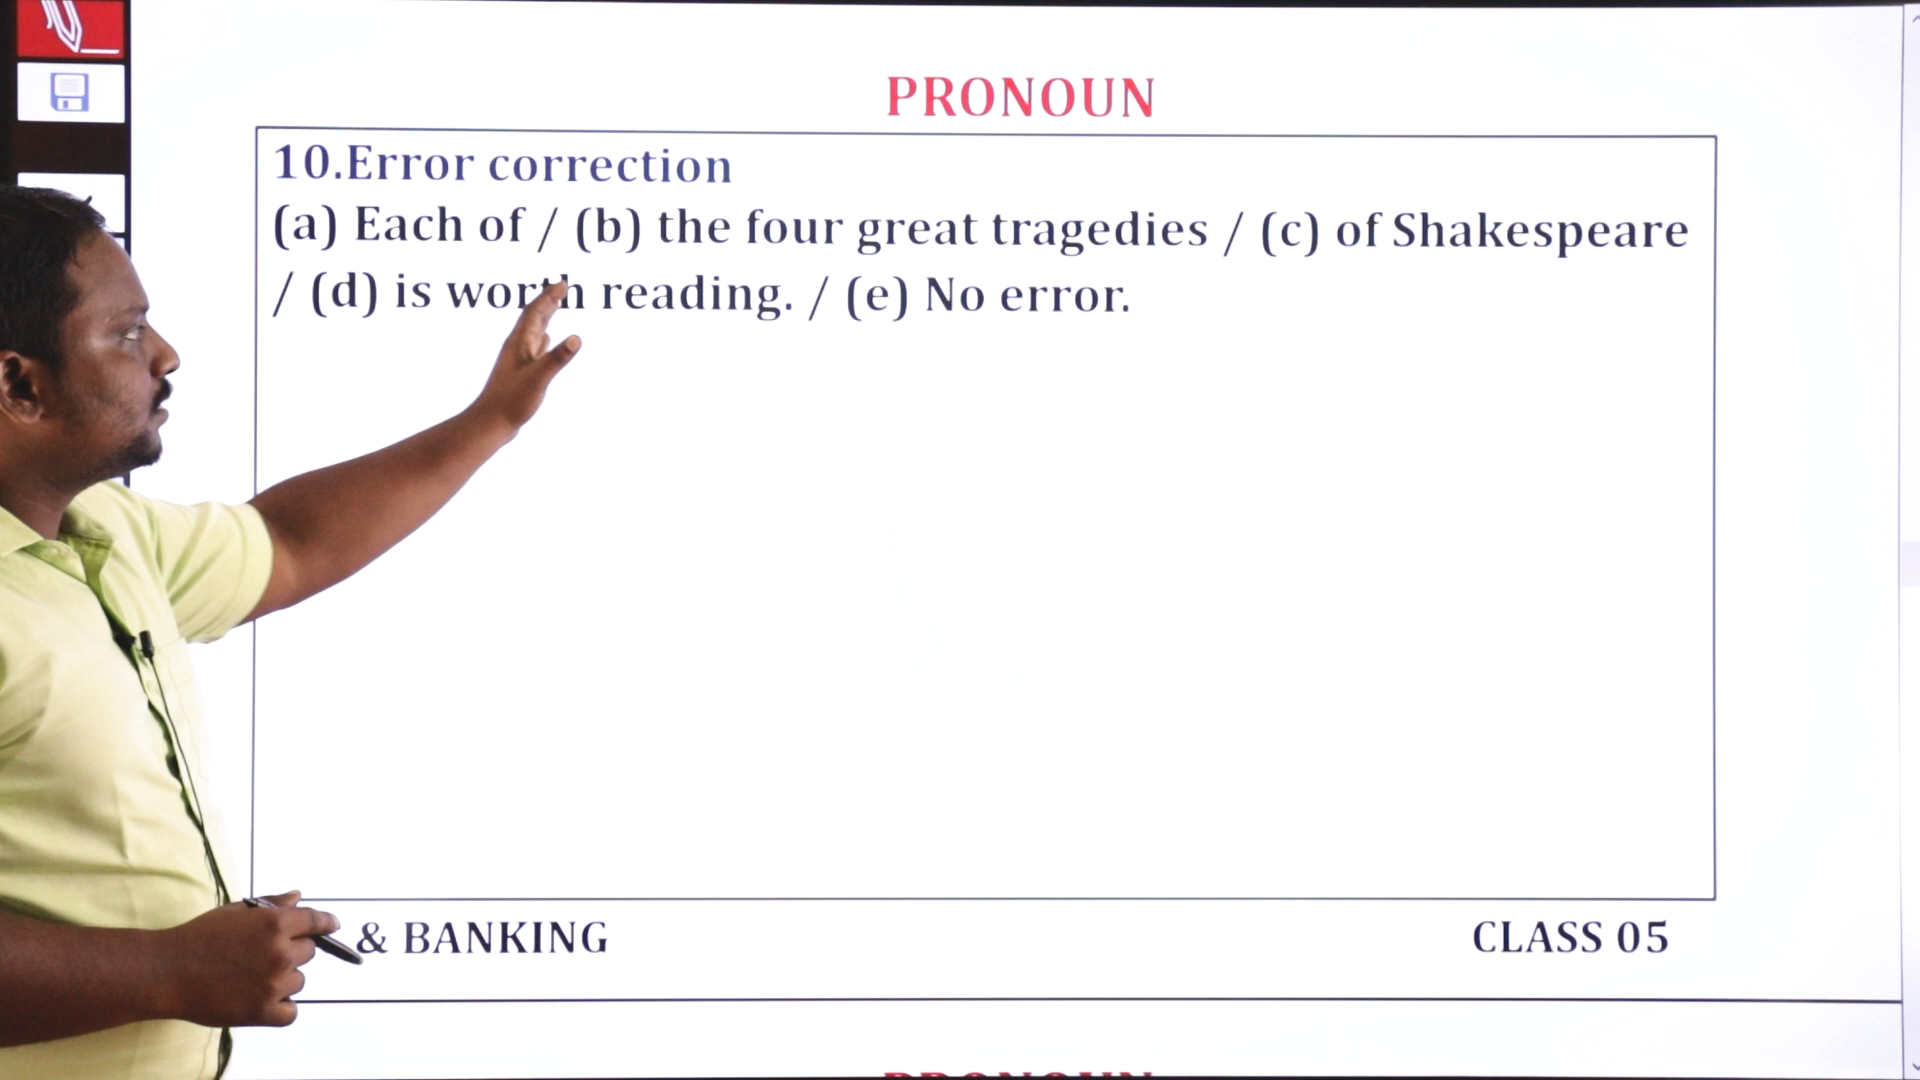 PRONOUN
10.Error correction
(a) Each of / (b) the four great tragedies / (c) of Shakespeare
/ (d) is worth reading. / (e) No error.
& BANKING
CLASS 05
PRONOUN